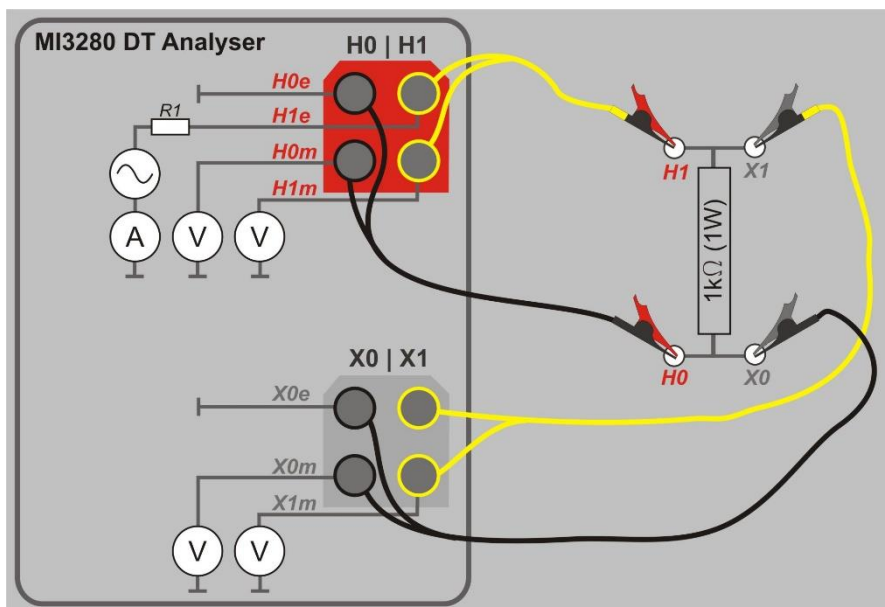 MI3280 DT Analyser
H0 | H1
H0e
R1
H1e
H0m
H1m
A
V
V
H1
X1
1kΩ (1W)
H0
X0
X0 | X1
X0e
X0m
X1m
V
V